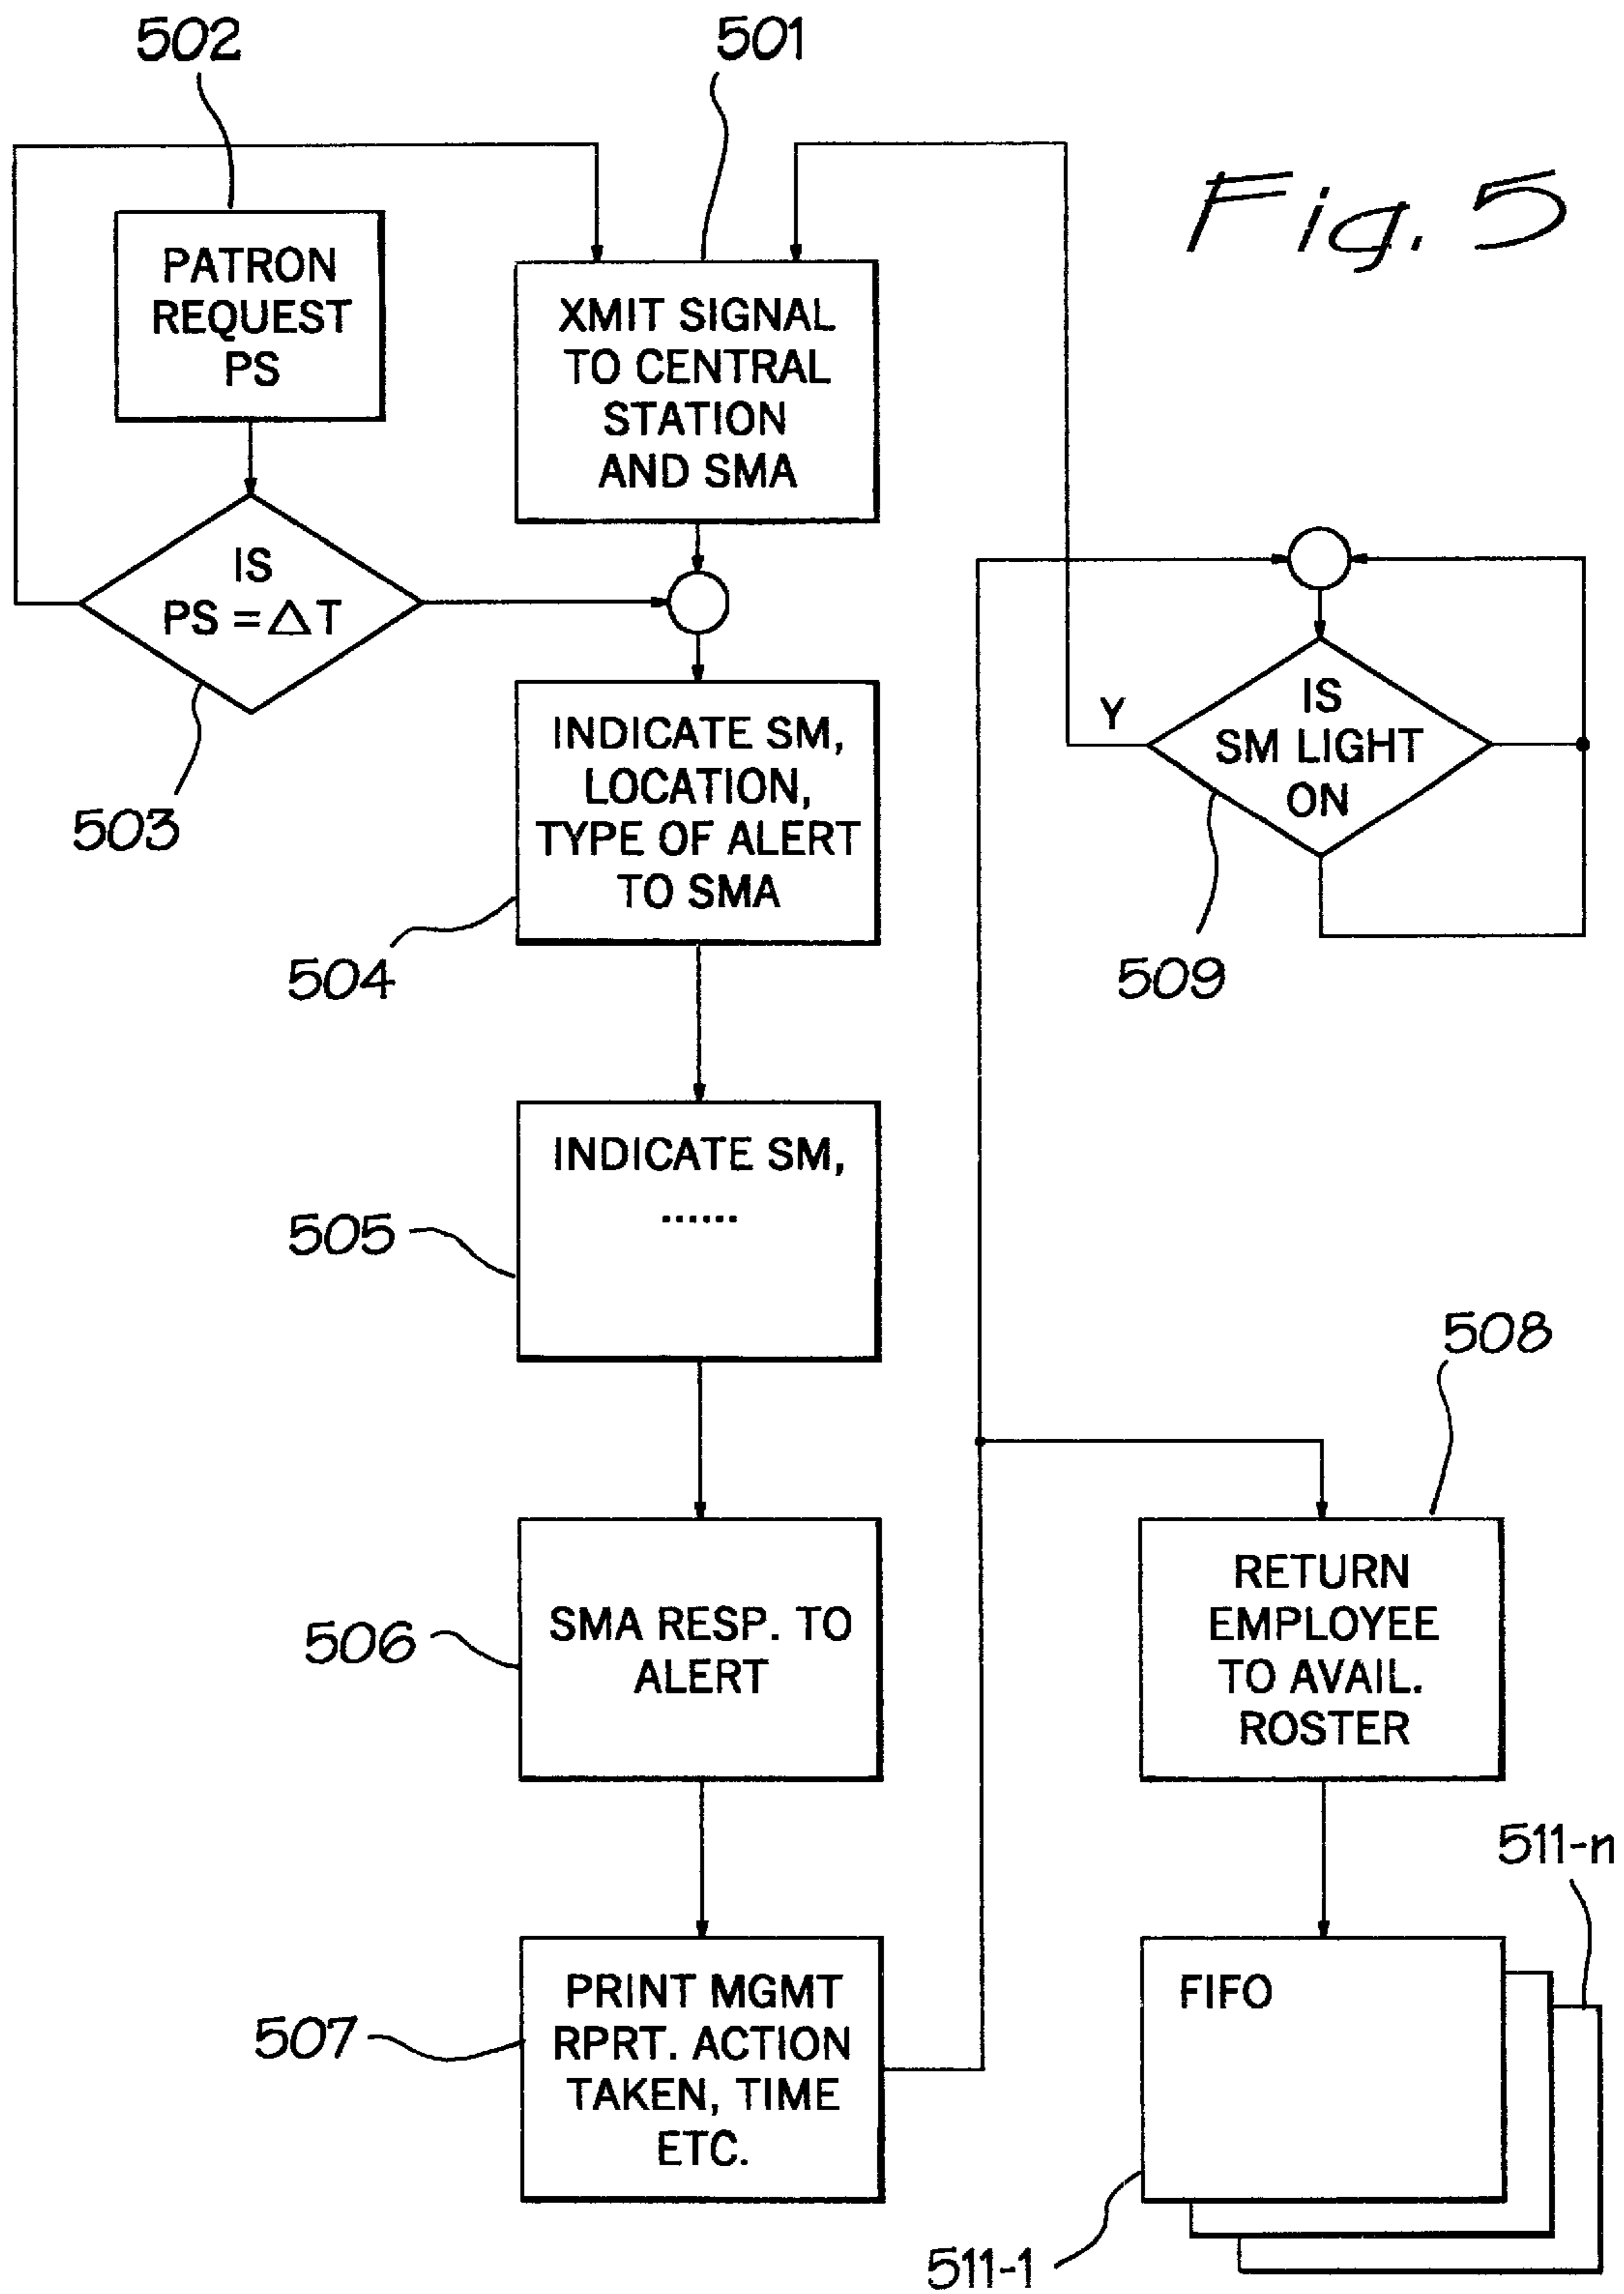 502
501
Fig. 5
PATRON
REQUEST
PS
XMIT SIGNAL
TO CENTRAL
STATION
AND SMA
IS
PS = △T
503
INDICATE SM,
LOCATION,
TYPE OF ALERT
TO SMA
504
Y
IS
SM LIGHT
ON
509
INDICATE SM,
......
505
508
SMA RESP. TO
ALERT
506
RETURN
EMPLOYEE
TO AVAIL.
ROSTER
511-n
PRINT MGMT
RPRT. ACTION
TAKEN, TIME
ETC.
507
FIFO
511-1